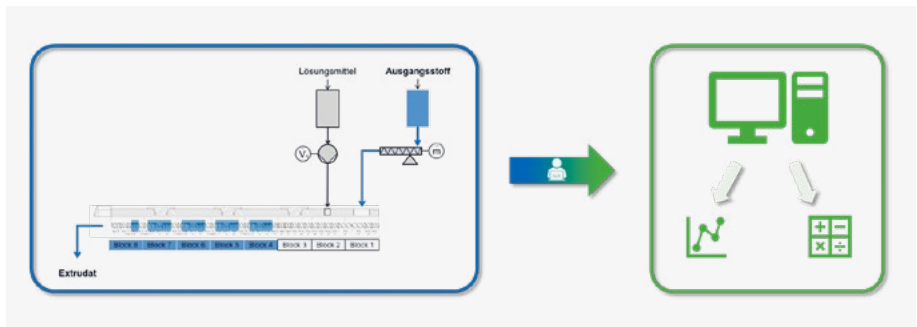 Lösungsmittel
Ausgangsstoff
V
m
Block 8 Block 7 Block 6 Block 5 Block 4 Block 3 Block 2 Block 1
Extrudat
+ −
× ÷